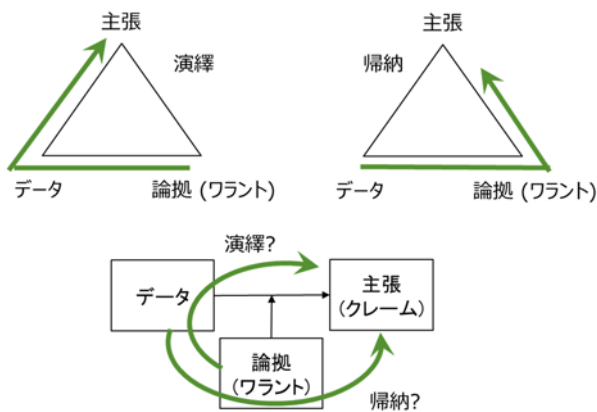 主張
演繹
データ
論拠 (ワラント)
主張
帰納
データ
論拠 (ワラント)
演繹?
データ
主張
(クレーム)
論拠
(ワラント)
帰納?